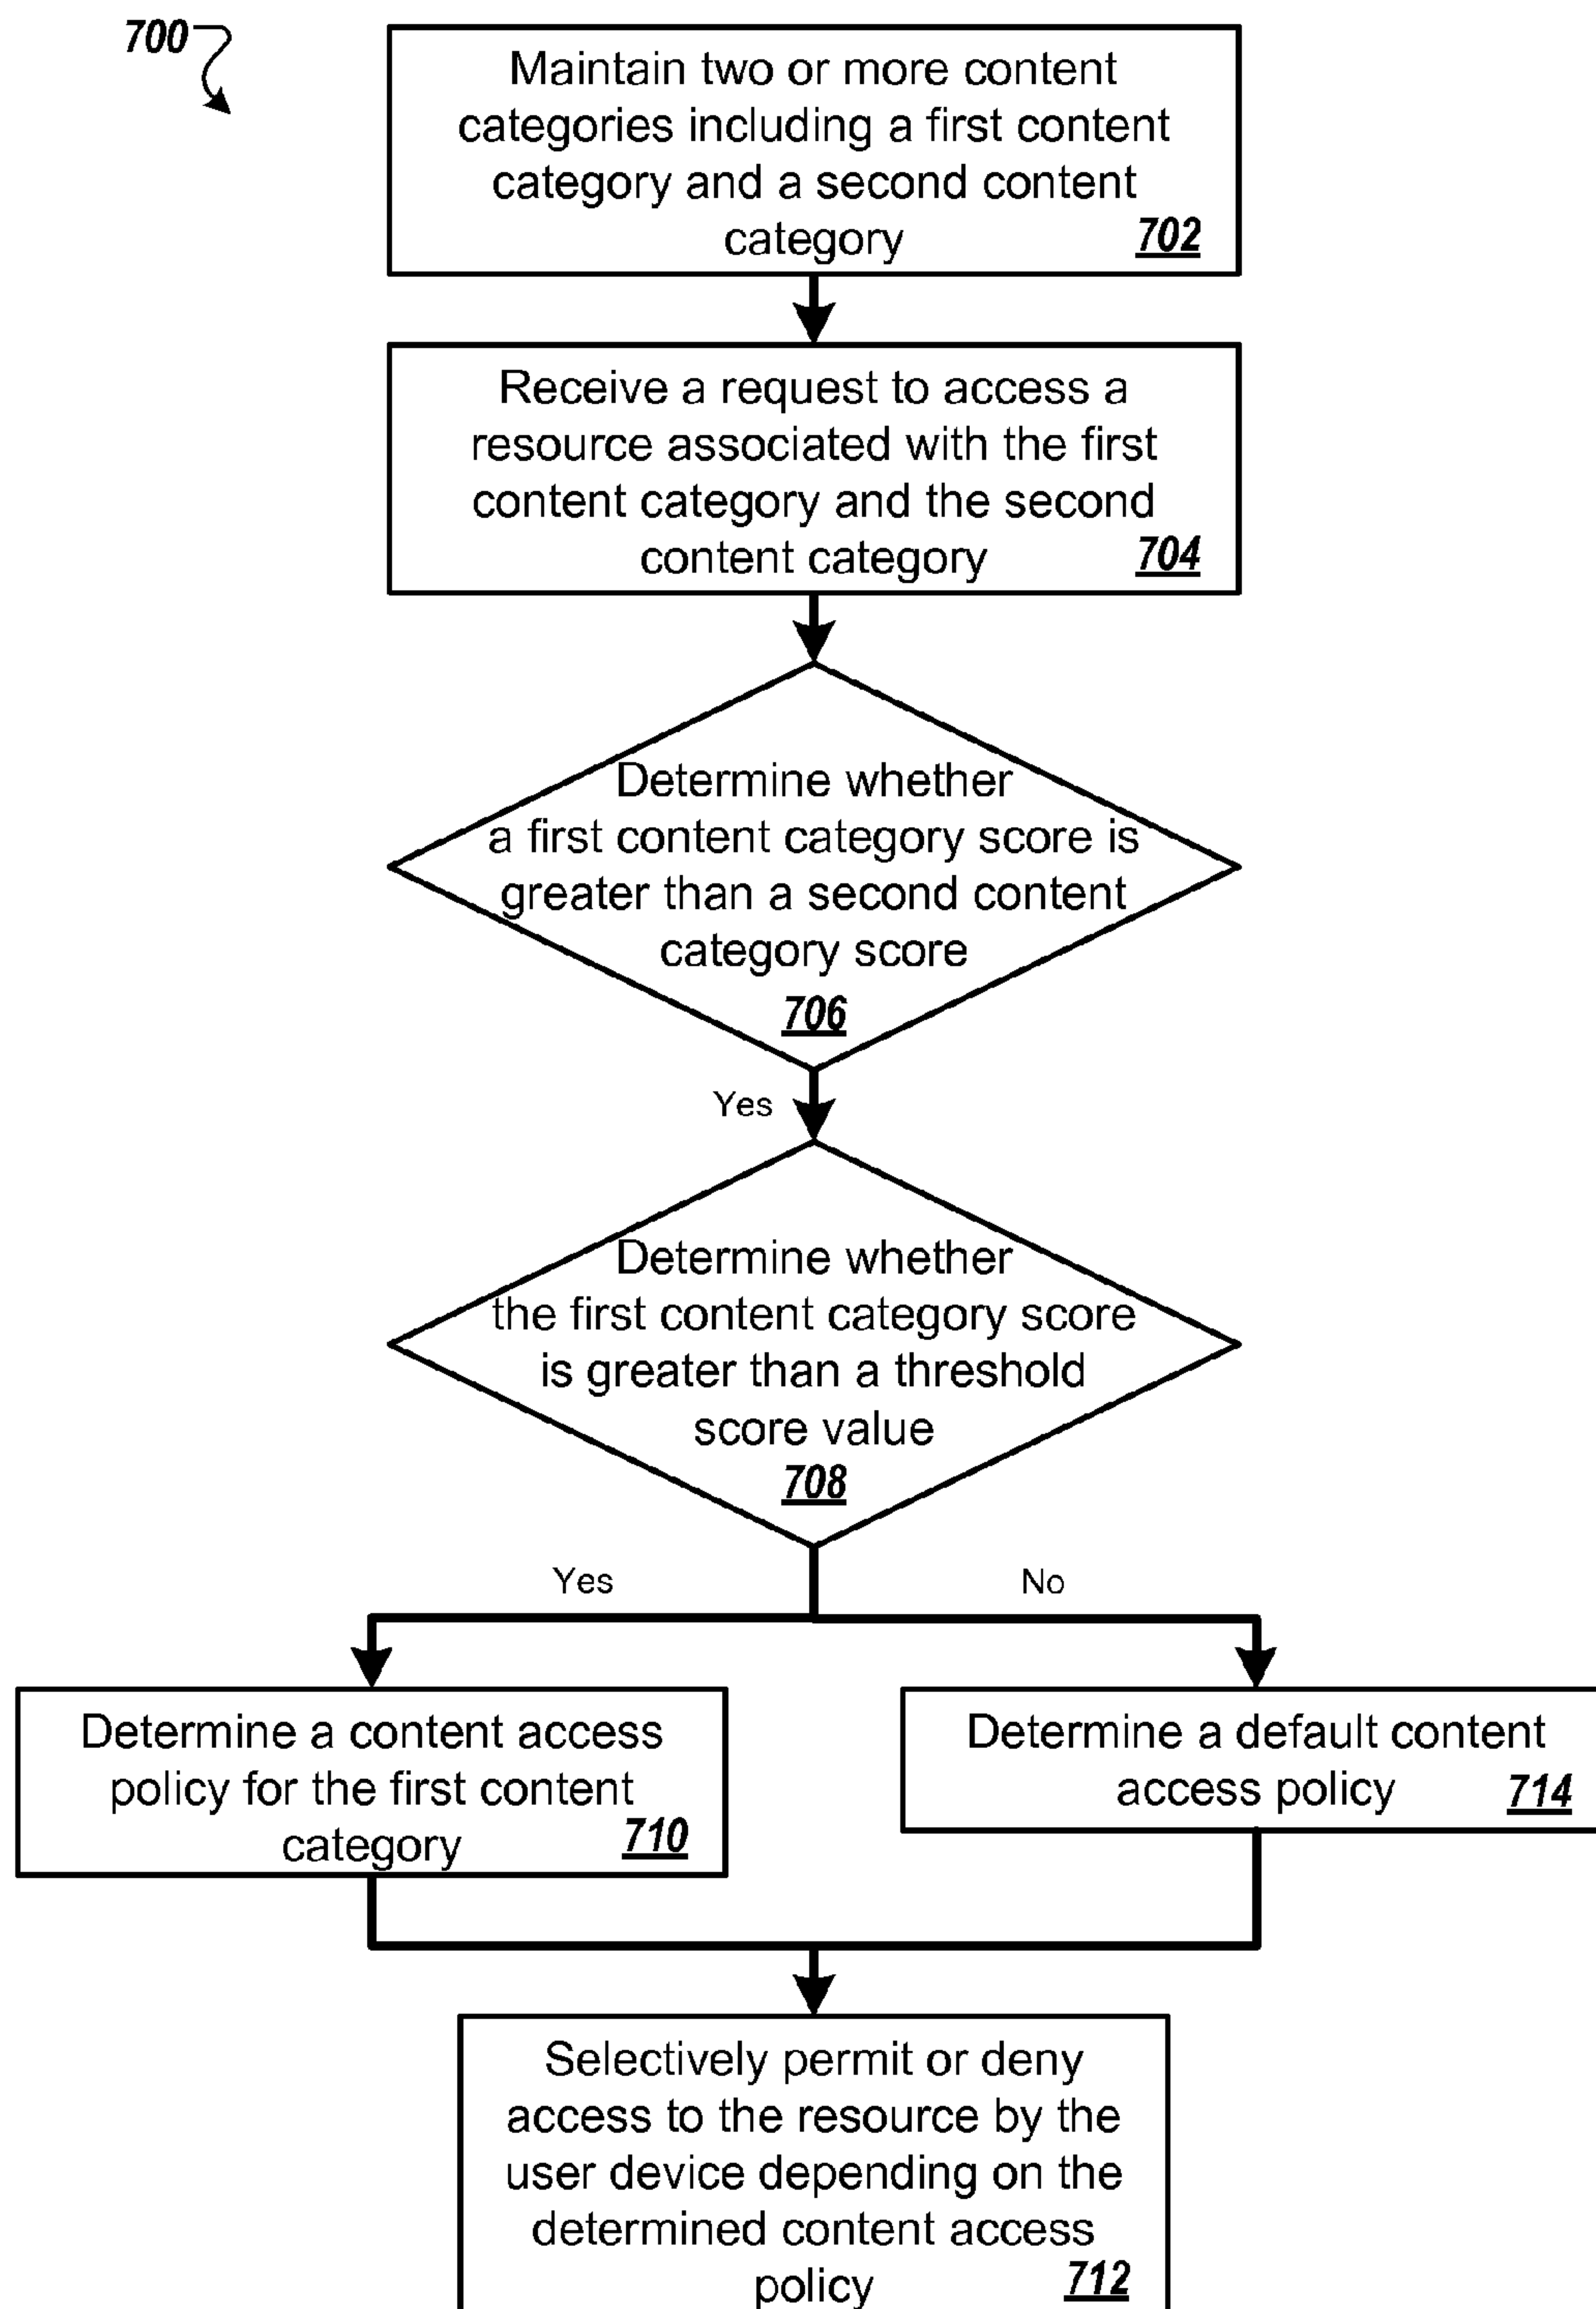 700
Maintain two or more content
categories including a first content
category and a second content
category
702
Receive a request to access a
resource associated with the first
content category and the second
content category
704
Determine whether
a first content category score is
greater than a second content
category score
706
Yes
Determine whether
the first content category score
is greater than a threshold
score value
708
Yes
No
Determine a content access
policy for the first content
category
710
Determine a default content
access policy
714
Selectively permit or deny
access to the resource by the
user device depending on the
determined content access
policy
712